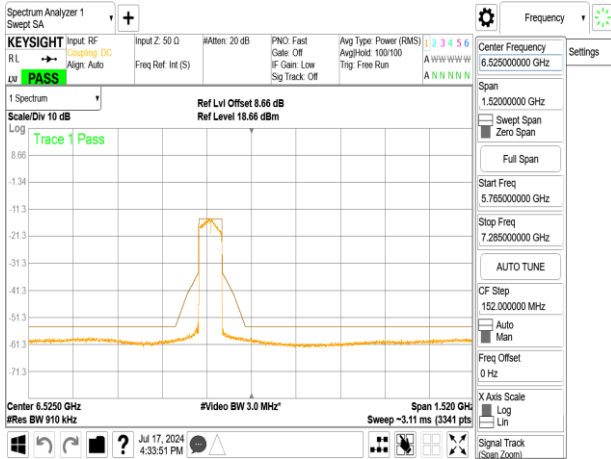 Spectrum Analyzer 1
Swept SA
+
Frequency
KEYSIGHT
RL
LXI
PASS
Input: RF
Coupling: DC
Align: Auto
Input Z: 50 Ω
Freq Ref: Int (S)
#Atten: 20 dB
PNO: Fast
Gate: Off
IF Gain: Low
Sig Track: Off
Avg Type: Power (RMS)
Avg|Hold: 100/100
Trig: Free Run
1 2 3 4 5 6
A W W W W W
A N N N N N
1 Spectrum
Scale/Div 10 dB
Log
Ref Lvl Offset 8.66 dB
Ref Level 18.66 dBm
Trace 1 Pass
8.66
-1.34
-11.3
-21.3
-31.3
-41.3
-51.3
-61.3
-71.3
Center 6.5250 GHz
#Res BW 910 kHz
#Video BW 3.0 MHz*
Span 1.520 GHz
Sweep ~3.11 ms (3341 pts
Center Frequency
6.525000000 GHz
Settings
Span
1.52000000 GHz
Swept Span
Zero Span
Full Span
Start Freq
5.765000000 GHz
Stop Freq
7.285000000 GHz
AUTO TUNE
CF Step
152.000000 MHz
Auto
Man
Freq Offset
0 Hz
X Axis Scale
Log
Lin
Signal Track
(Span Zoom)
?
Jul 17, 2024
4:33:51 PM